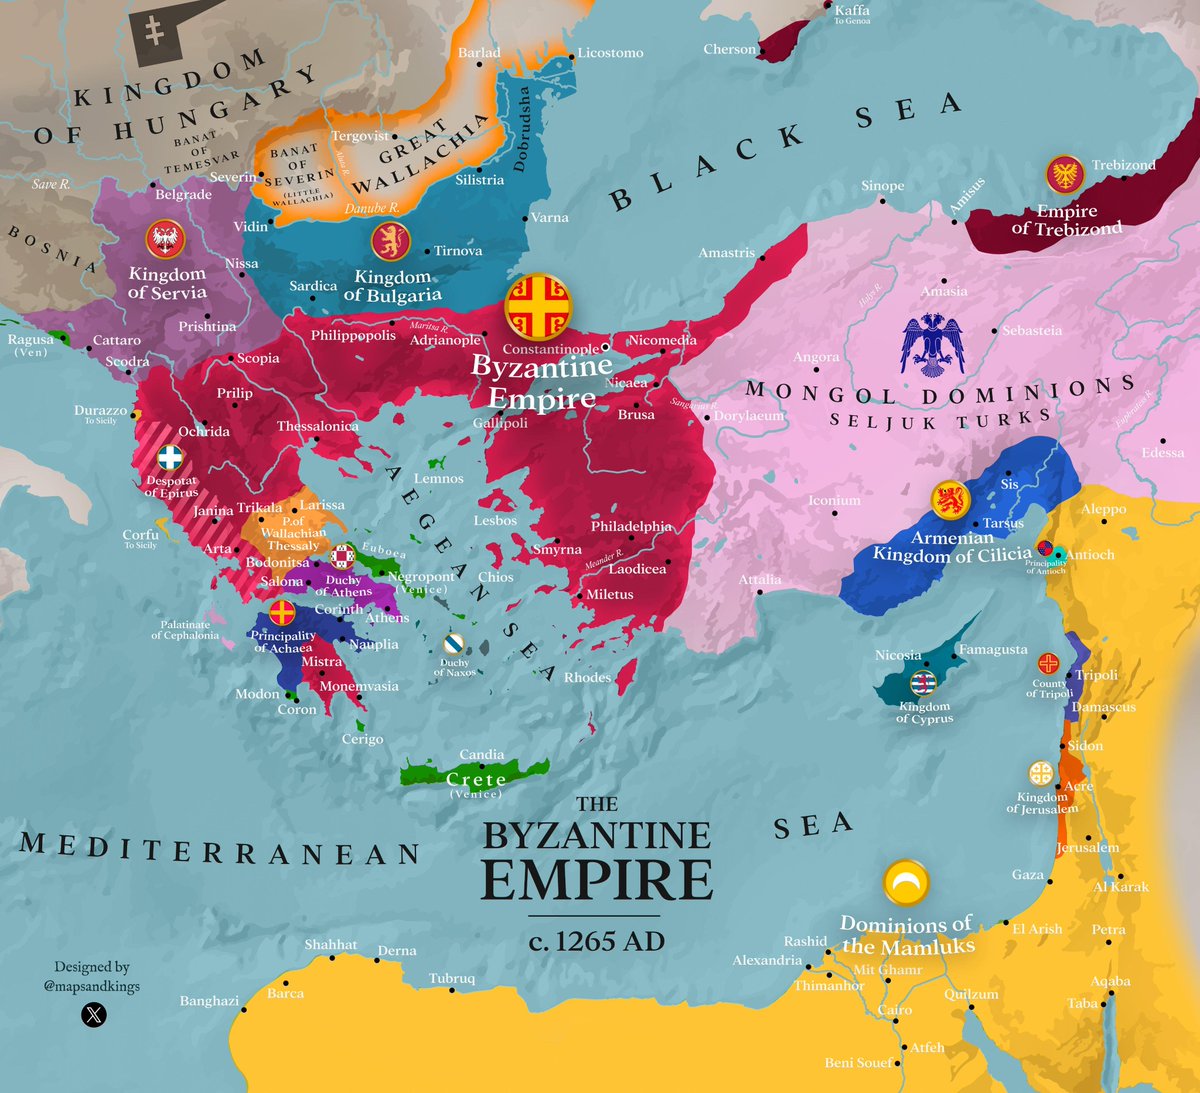 Kaffa
To Genoa
Cherson
Barlad
Licostomo
KINGDOM
OF HUNGARY
BANAT
OF
TEMESVAR
Tergovist
GREAT
WALLACHIA
Dobrudsha
BANAT
OF
SEVERIN
(LITTLE
WALLACHIA)
Aluta R.
Severin
Silistria
Save R.
Belgrade
Danube R.
BLACK SEA
Trebizond
Sinope
Amisus
Empire
of Trebizond
BOSNIA
Vidin
Varna
Kingdom
of Servia
Nissa
Tirnova
Kingdom
of Bulgaria
Sardica
Amastris
Halys R.
Amasia
Sebasteia
Ragusa
(Ven)
Cattaro
Prishtina
Scodra
Scopia
Philippopolis
Maritsa R.
Adrianople
Constantinople
Nicomedia
Byzantine
Empire
Nicaea
Brusa
Sangarius R.
Dorylaeum
Angora
MONGOL DOMINIONS
SELJUK TURKS
Euphrates R.
Edessa
Prilip
Durazzo
To Sicily
Ochrida
Thessalonica
Gallipoli
Despotat
of Epirus
AEGEAN SEA
Lemnos
Janina
Trikala
Larissa
P.of
Wallachian
Thessaly
Corfu
To Sicily
Arta
Lesbos
Philadelphia
Smyrna
Meander R.
Laodicea
Iconium
Sis
Tarsus
Armenian
Kingdom of Cilicia
Aleppo
Antioch
Principality
of Antioch
Bodonitsa
Euboea
Salona
Duchy
of Athens
Negropont
(Venice)
Chios
Miletus
Attalia
Palatinate
of Cephalonia
Principality
of Achaea
Corinth
Athens
Nauplia
Mistra
Duchy
of Naxos
Modon
Coron
Monemvasia
Rhodes
Nicosia
Famagusta
Kingdom
of Cyprus
County
of Tripoli
Tripoli
Damascus
Cerigo
Candia
Crete
(Venice)
Sidon
Acre
Kingdom
of Jerusalem
Jerusalem
MEDITERRANEAN SEA
THE
BYZANTINE
EMPIRE
c. 1265 AD
Gaza
Al Karak
Dominions of
the Mamluks
El Arish
Petra
Rashid
Alexandria
Mit Ghamr
Thimanhor
Aqaba
Taba
Quilzum
Cairo
Atfeh
Beni Souef
Shahhat
Derna
Barca
Banghazi
Tubruq
Designed by
@mapsandkings